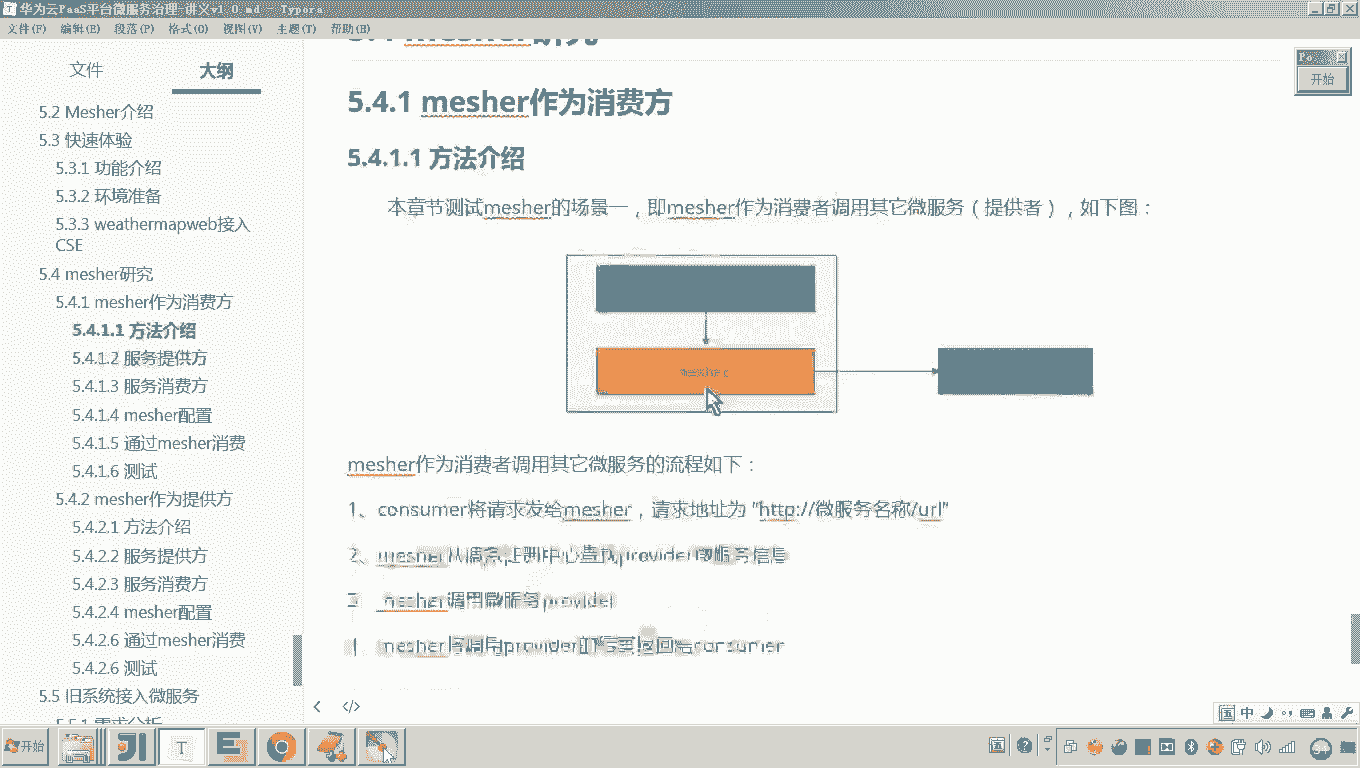 华为云PaaS平台微服务治理-讲义v1.0.md - Typora
文件(F) 编辑(E) 段落(P) 格式(O) 视图(V) 主题(T) 帮助(H)
文件 大纲
5.2 Mesher介绍
5.3 快速体验
5.3.1 功能介绍
5.3.2 环境准备
5.3.3 weathermapweb接入
CSE
5.4 mesher研究
5.4.1 mesher作为消费方
5.4.1.1 方法介绍
5.4.1.2 服务提供方
5.4.1.3 服务消费方
5.4.1.4 mesher配置
5.4.1.5 通过mesher消费
5.4.1.6 测试
5.4.2 mesher作为提供方
5.4.2.1 方法介绍
5.4.2.2 服务提供方
5.4.2.3 服务消费方
5.4.2.4 mesher配置
5.4.2.6 通过mesher消费
5.4.2.6 测试
5.5 旧系统接入微服务
5.5.1 需求分析
5.4 mesher研究
5.4.1 mesher作为消费方
5.4.1.1 方法介绍
本章节测试mesher的场景一，即mesher作为消费者调用其它微服务（提供者），如下图：
mesher作为消费者调用其它微服务的流程如下：
1、consumer将请求发给mesher，请求地址为 "http://微服务名称/url"
2、mesher从服务注册中心查询provider微服务信息
3、mesher调用微服务provider
4、mesher将调用provider的结果返回给consumer
开始
开始
中